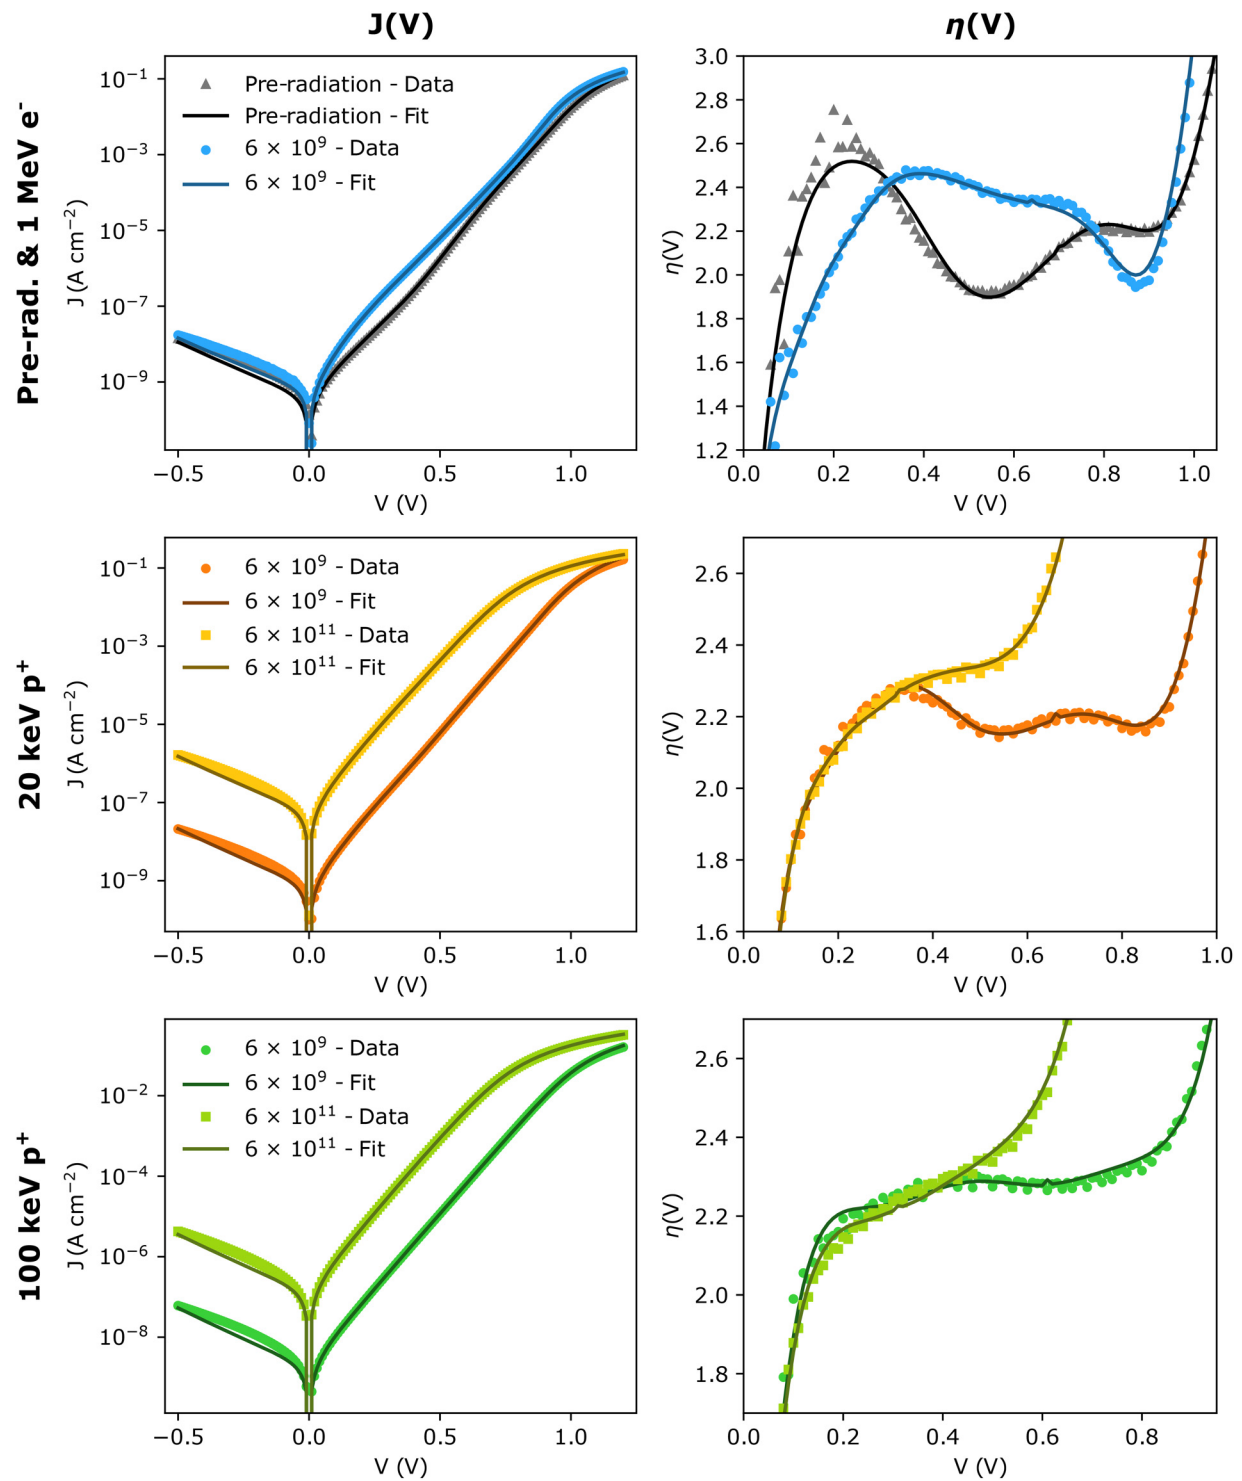 J(V)
η(V)
Pre-rad. & 1 MeV e⁻
J (A cm⁻²)
10⁻¹
10⁻³
10⁻⁵
10⁻⁷
10⁻⁹
Pre-radiation - Data
Pre-radiation - Fit
6 × 10⁹ - Data
6 × 10⁹ - Fit
−0.5 0.0 0.5 1.0
V (V)
η(V)
3.0
2.8
2.6
2.4
2.2
2.0
1.8
1.6
1.4
1.2
0.0 0.2 0.4 0.6 0.8 1.0
V (V)
20 keV p⁺
J (A cm⁻²)
10⁻¹
10⁻³
10⁻⁵
10⁻⁷
10⁻⁹
6 × 10⁹ - Data
6 × 10⁹ - Fit
6 × 10¹¹ - Data
6 × 10¹¹ - Fit
−0.5 0.0 0.5 1.0
V (V)
η(V)
2.6
2.4
2.2
2.0
1.8
1.6
0.0 0.2 0.4 0.6 0.8 1.0
V (V)
100 keV p⁺
J (A cm⁻²)
10⁻²
10⁻⁴
10⁻⁶
10⁻⁸
6 × 10⁹ - Data
6 × 10⁹ - Fit
6 × 10¹¹ - Data
6 × 10¹¹ - Fit
−0.5 0.0 0.5 1.0
V (V)
η(V)
2.6
2.4
2.2
2.0
1.8
0.0 0.2 0.4 0.6 0.8
V (V)